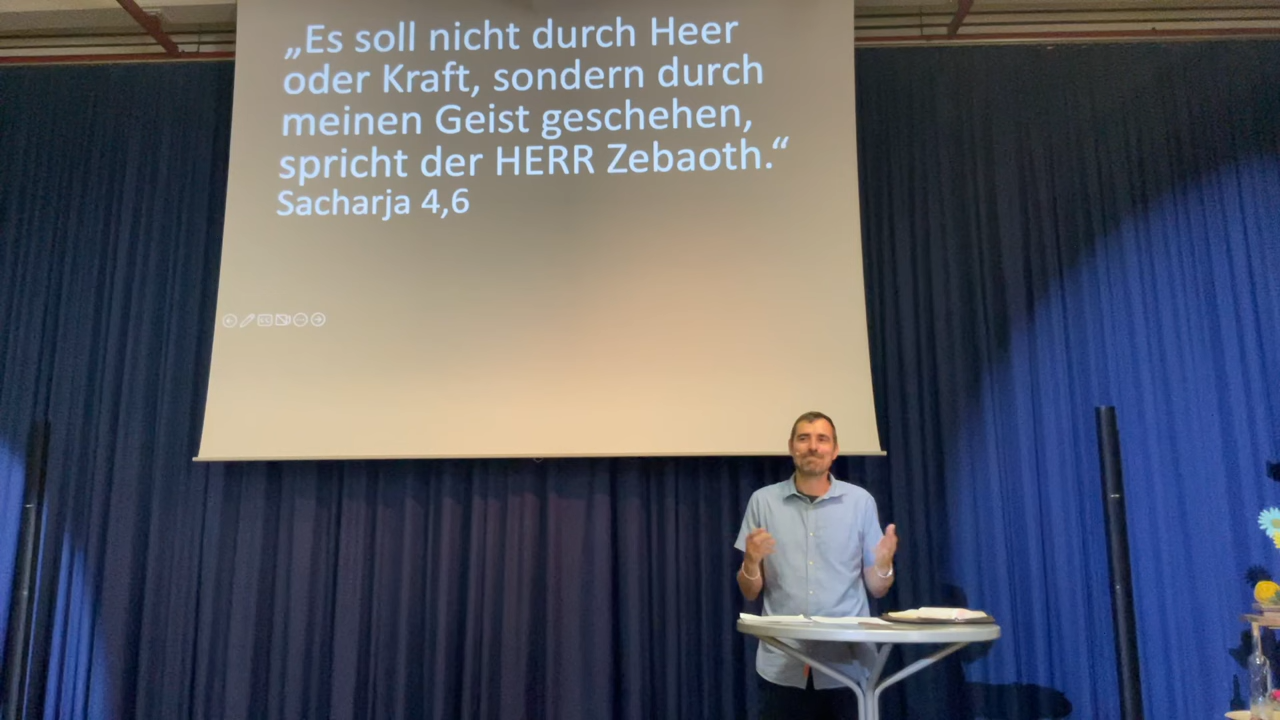 „Es soll nicht durch Heer
oder Kraft, sondern durch
meinen Geist geschehen,
spricht der HERR Zebaoth.“
Sacharja 4,6